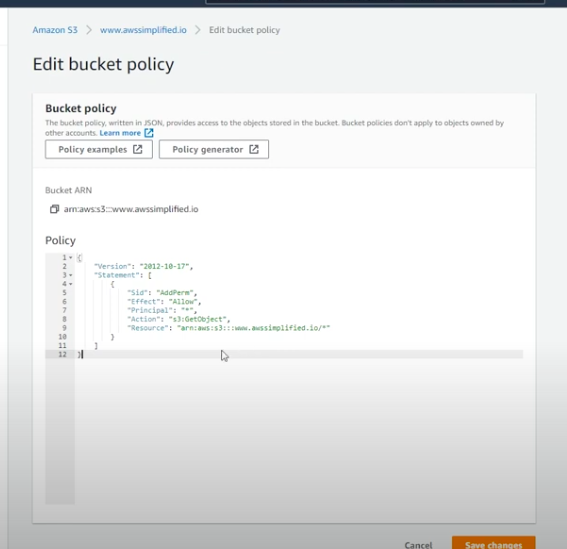 Amazon S3 > www.awssimplified.io > Edit bucket policy
Edit bucket policy
Bucket policy
The bucket policy, written in JSON, provides access to the objects stored in the bucket. Bucket policies don't apply to objects owned by
other accounts. Learn more
Policy examples Policy generator
Bucket ARN
arn:aws:s3:::www.awssimplified.io
Policy
1 {
2 "Version": "2012-10-17",
3 "Statement": [
4 {
5 "Sid": "AddPerm",
6 "Effect": "Allow",
7 "Principal": "*",
8 "Action": "s3:GetObject",
9 "Resource": "arn:aws:s3:::www.awssimplified.io/*"
10 }
11 ]
12 }
Cancel Save changes